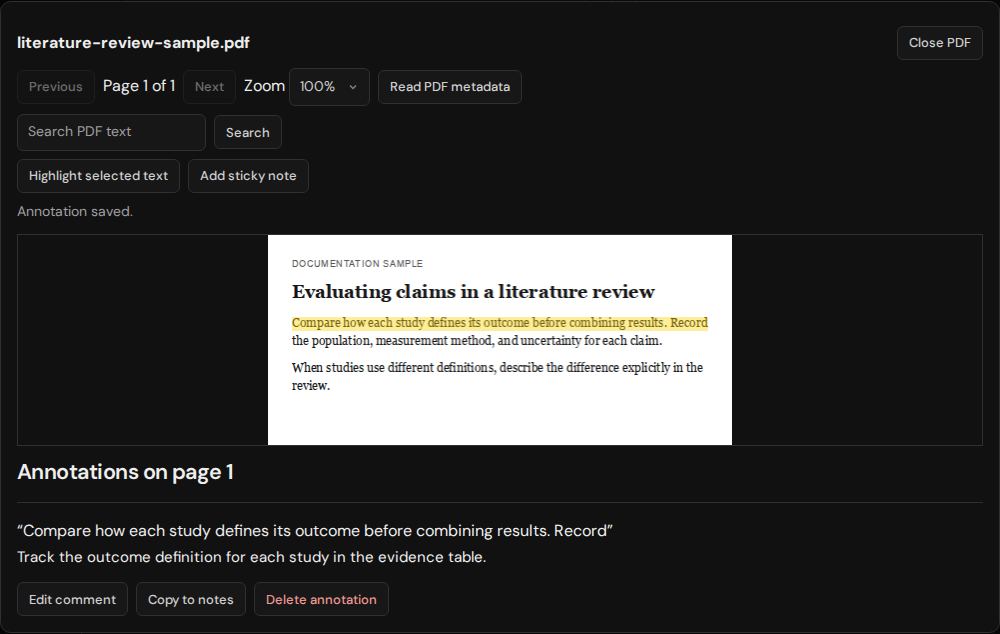 literature-review-sample.pdf
Close PDF
Previous
Page 1 of 1
Next
Zoom
100%
Read PDF metadata
Search PDF text
Search
Highlight selected text
Add sticky note
Annotation saved.
DOCUMENTATION SAMPLE
Evaluating claims in a literature review
Compare how each study defines its outcome before combining results. Record
the population, measurement method, and uncertainty for each claim.
When studies use different definitions, describe the difference explicitly in the
review.
Annotations on page 1
“Compare how each study defines its outcome before combining results. Record”
Track the outcome definition for each study in the evidence table.
Edit comment
Copy to notes
Delete annotation